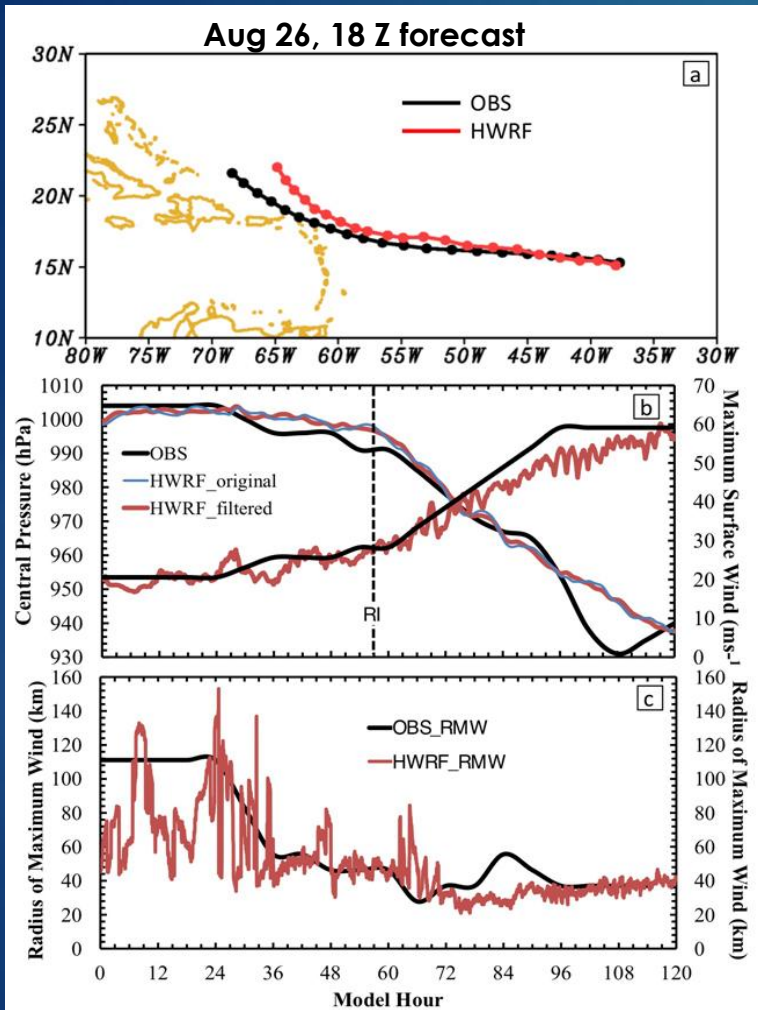 Aug 26, 18 Z forecast
30N
25N
20N
15N
10N
a
OBS
HWRF
80W 75W 70W 65W 60W 55W 50W 45W 40W 35W 30W
Central Pressure (hPa)
1010
1000
990
980
970
960
950
940
930
b
OBS
HWRF_original
HWRF_filtered
RI
70
60
50
40
30
20
10
0
Maximum Surface Wind (ms-¹
Radius of Maximum Wind (km)
160
140
120
100
80
60
40
20
0
c
OBS_RMW
HWRF_RMW
160
140
120
100
80
60
40
20
0
Radius of Maximum Wind (km)
0 12 24 36 48 60 72 84 96 108 120
Model Hour